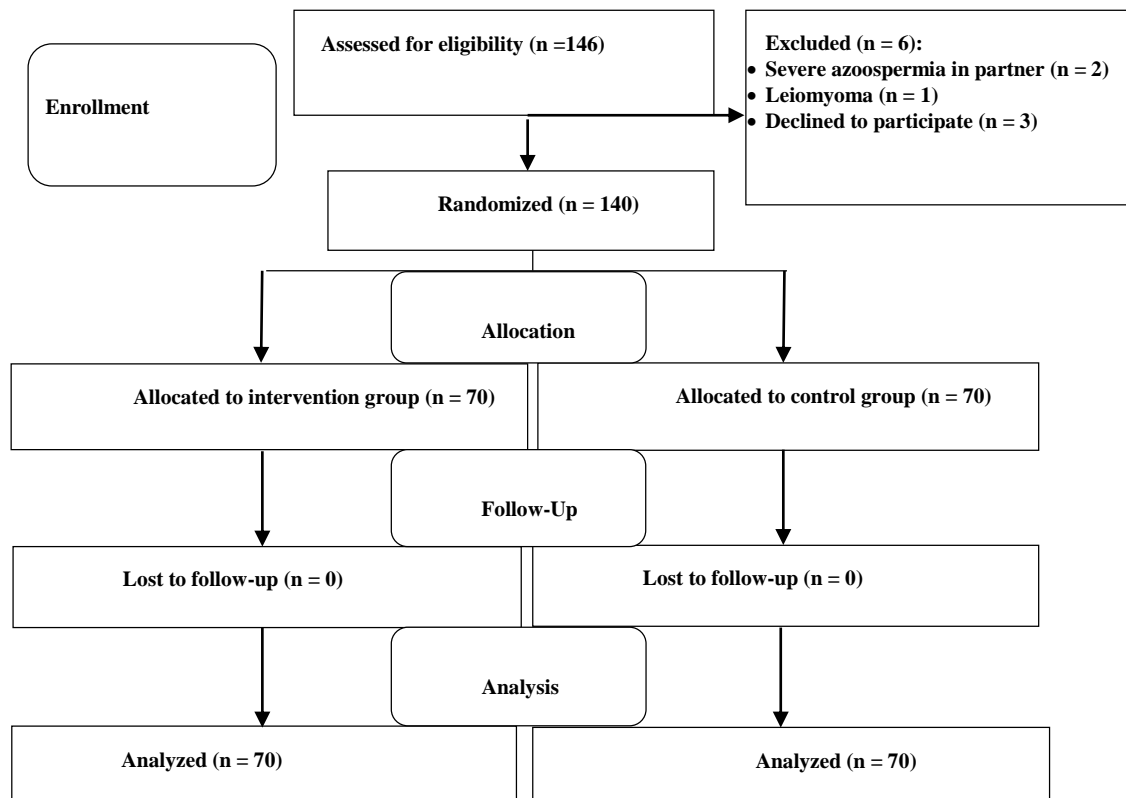 Assessed for eligibility (n =146)
Excluded (n = 6):
• Severe azoospermia in partner (n = 2)
• Leiomyoma (n = 1)
• Declined to participate (n = 3)
Enrollment
Randomized (n = 140)
Allocation
Allocated to intervention group (n = 70)
Allocated to control group (n = 70)
Follow-Up
Lost to follow-up (n = 0)
Lost to follow-up (n = 0)
Analysis
Analyzed (n = 70)
Analyzed (n = 70)